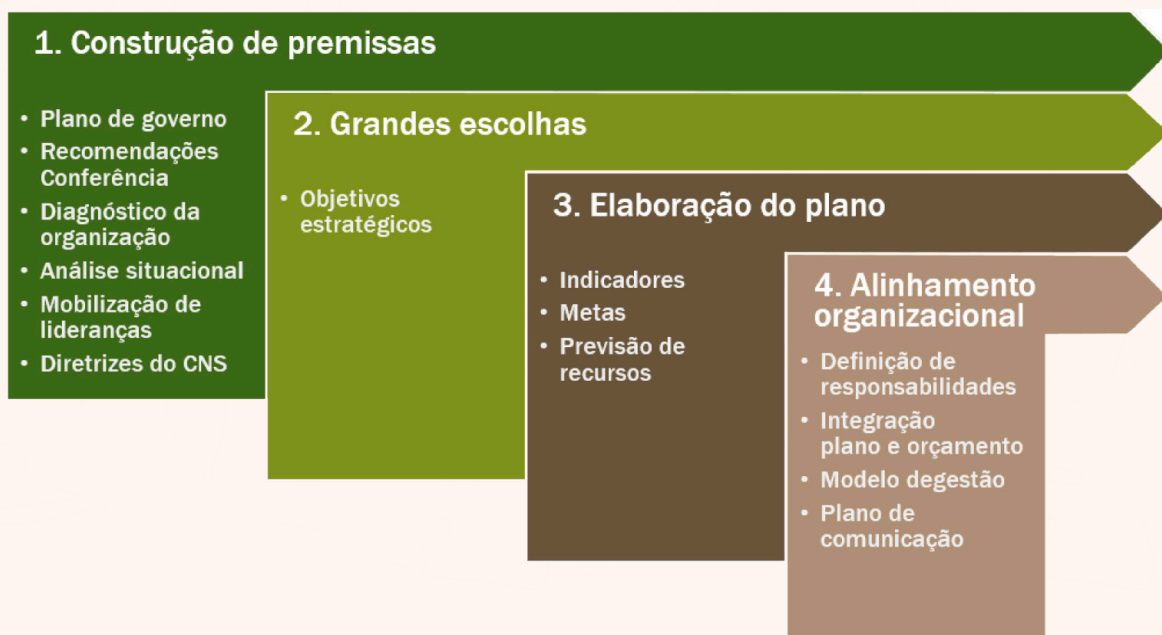 1. Construção de premissas
• Plano de governo
• Recomendações
Conferência
• Diagnóstico da
organização
• Análise situacional
• Mobilização de
lideranças
• Diretrizes do CNS
2. Grandes escolhas
• Objetivos
estratégicos
3. Elaboração do plano
• Indicadores
• Metas
• Previsão de
recursos
4. Alinhamento
organizacional
• Definição de
responsabilidades
• Integração
plano e orçamento
• Modelo degestão
• Plano de
comunicação